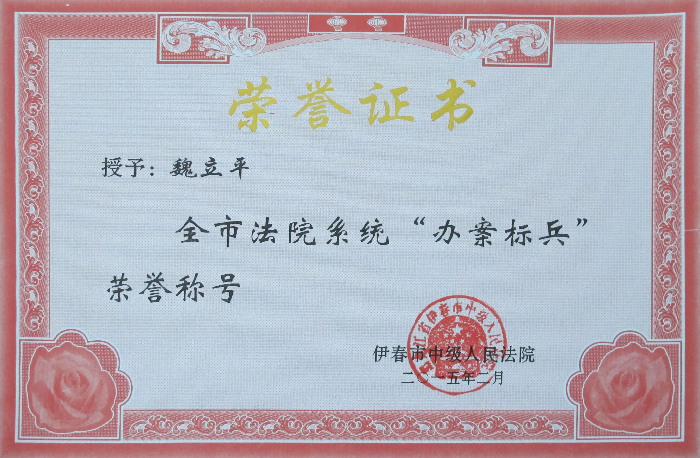 荣誉证书
授予：魏立平
全市法院系统“办案标兵”
荣誉称号
伊春市中级人民法院
二〇一五年二月